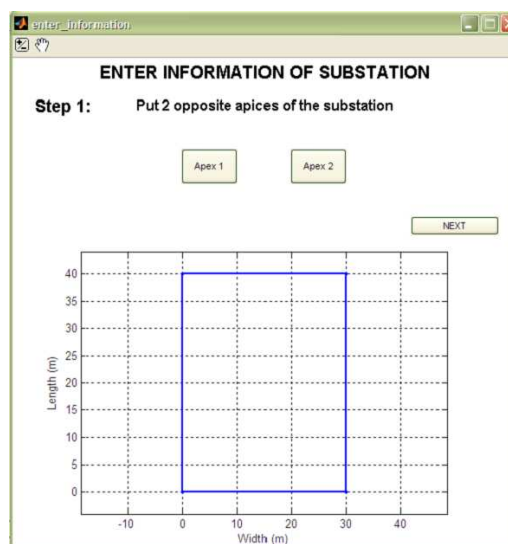 enter_information
ENTER INFORMATION OF SUBSTATION
Step 1: Put 2 opposite apices of the substation
Apex 1 Apex 2
NEXT
40
35
30
25
20
15
10
5
0
Length (m)
-10 0 10 20 30 40
Width (m)